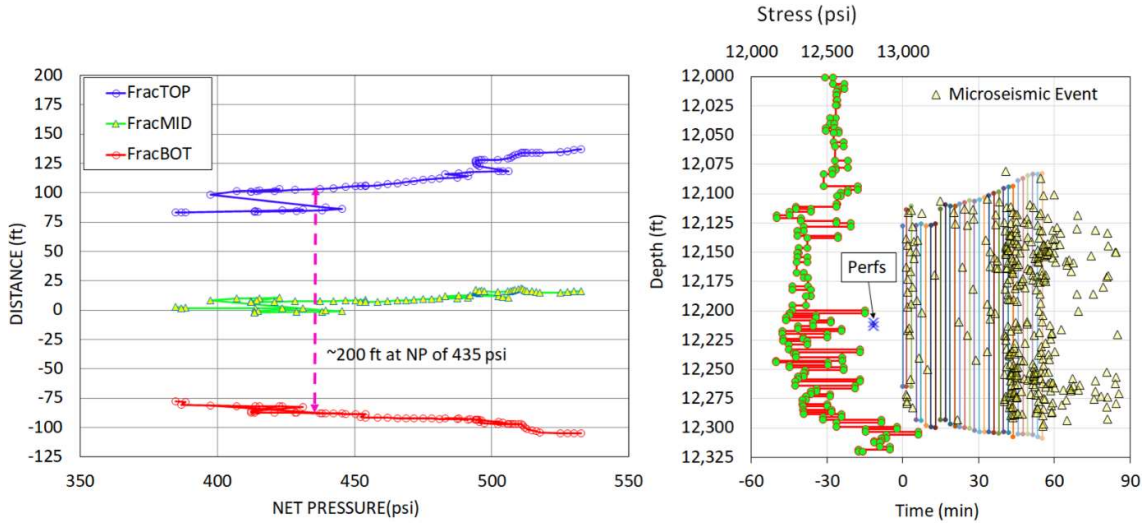 200
175
150
125
100
75
50
25
0
-25
-50
-75
-100
-125
DISTANCE (ft)
FracTOP
FracMID
FracBOT
~200 ft at NP of 435 psi
350 400 450 500 550
NET PRESSURE(psi)
Stress (psi)
12,000 12,500 13,000
12,000
12,025
12,050
12,075
12,100
12,125
12,150
12,175
12,200
12,225
12,250
12,275
12,300
12,325
Depth (ft)
Microseismic Event
Perfs
-60 -30 0 30 60 90
Time (min)